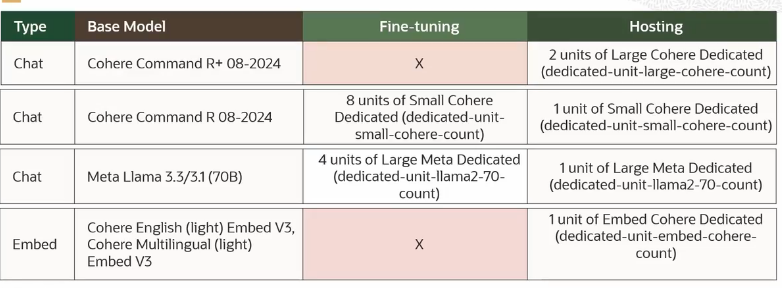 Type Base Model Fine-tuning Hosting
Chat Cohere Command R+ 08-2024 X 2 units of Large Cohere Dedicated
(dedicated-unit-large-cohere-count)
Chat Cohere Command R 08-2024 8 units of Small Cohere
Dedicated (dedicated-unit-
small-cohere-count) 1 unit of Small Cohere Dedicated
(dedicated-unit-small-cohere-count)
Chat Meta Llama 3.3/3.1 (70B) 4 units of Large Meta Dedicated
(dedicated-unit-llama2-70-
count) 1 unit of Large Meta Dedicated
(dedicated-unit-llama2-70-count)
Embed Cohere English (light) Embed V3,
Cohere Multilingual (light)
Embed V3 X 1 unit of Embed Cohere Dedicated
(dedicated-unit-embed-cohere-
count)